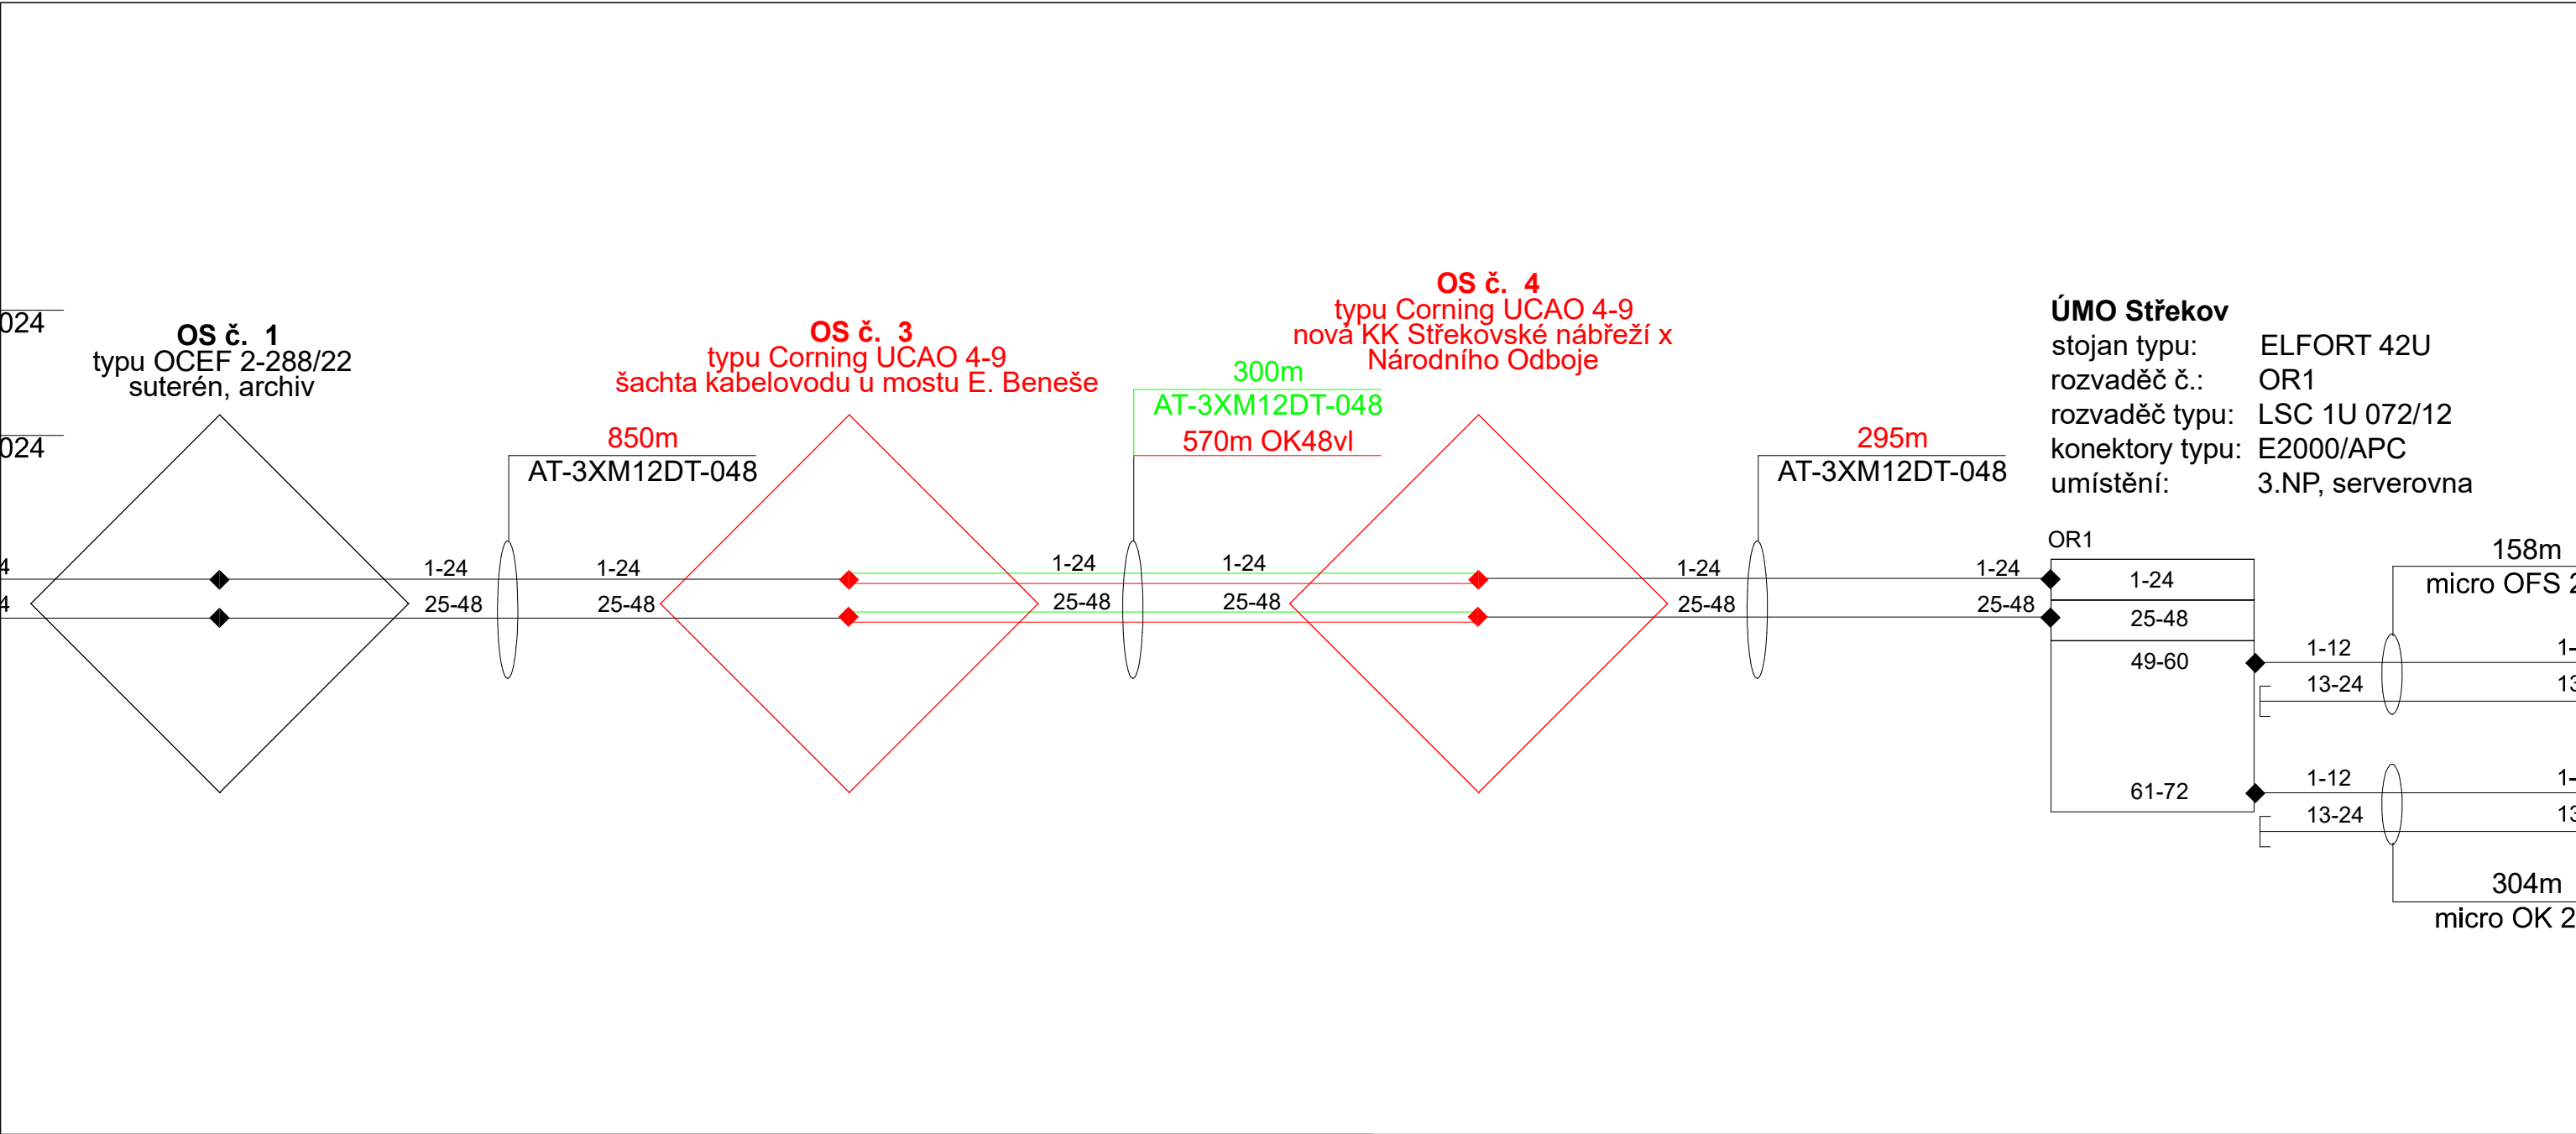 024
024
OS č. 1
typu OCEF 2-288/22
suterén, archiv
850m
AT-3XM12DT-048
1-24
25-48
1-24
25-48
OS č. 3
typu Corning UCAO 4-9
šachta kabelovodu u mostu E. Beneše
300m
AT-3XM12DT-048
570m OK48vl
1-24
25-48
1-24
25-48
OS č. 4
typu Corning UCAO 4-9
nová KK Střekovské nábřeží x
Národního Odboje
295m
AT-3XM12DT-048
1-24
25-48
1-24
25-48
ÚMO Střekov
stojan typu: ELFORT 42U
rozvaděč č.: OR1
rozvaděč typu: LSC 1U 072/12
konektory typu: E2000/APC
umístění: 3.NP, serverovna
OR1
1-24
25-48
49-60
61-72
158m
micro OFS 2
1-12
13-24
1-12
13-24
304m
micro OK 2